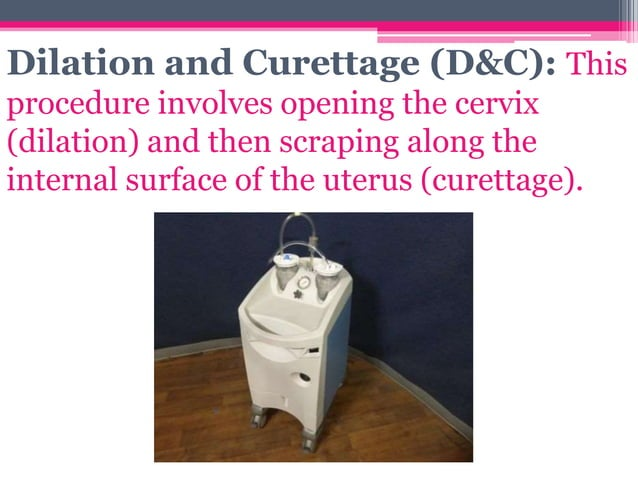 Dilation and Curettage (D&C): This
procedure involves opening the cervix
(dilation) and then scraping along the
internal surface of the uterus (curettage).